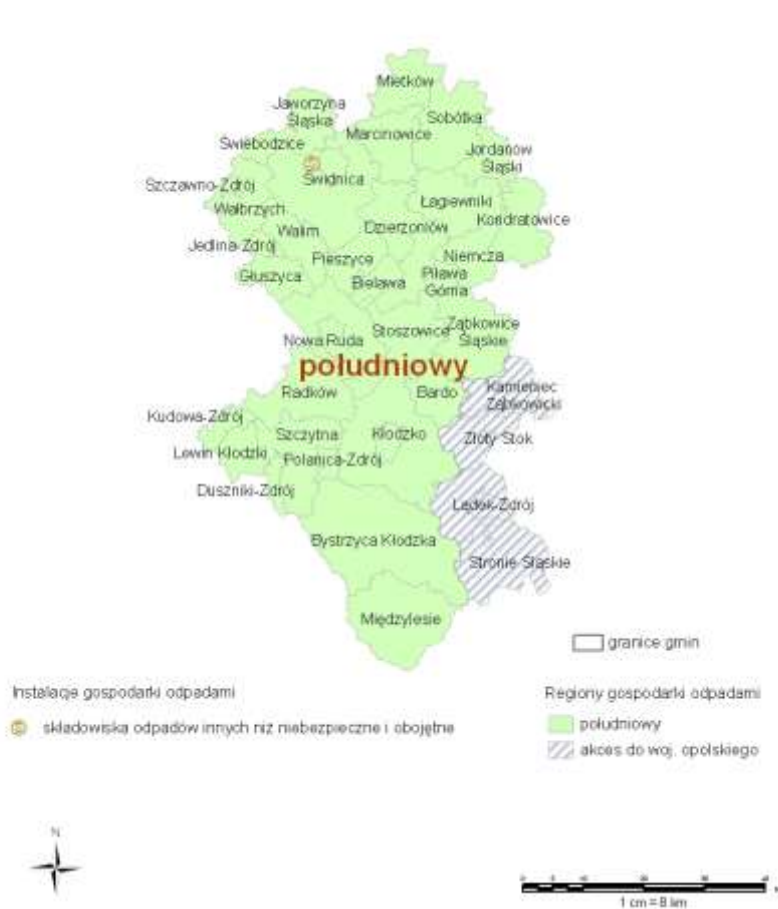 Mietków
Jaworzyna
Śląska
Sobótka
Marcinowice
Świebodzice
Jordanów
Śląski
Świdnica
Szczawno-Zdrój
Łagiewniki
Wałbrzych
Kondratowice
Walim
Dzierżoniów
Jedlina-Zdrój
Pieszyce
Niemcza
Głuszyca
Bielawa
Piława
Górna
Nowa Ruda
Stoszowice
Ząbkowice
Śląskie
południowy
Radków
Bardo
Kamieniec
Ząbkowicki
Kudowa-Zdrój
Szczytna
Kłodzko
Złoty Stok
Lewin Kłodzki
Polanica-Zdrój
Duszniki-Zdrój
Lądek-Zdrój
Bystrzyca Kłodzka
Stronie Śląskie
Międzylesie
granice gmin
Instalacje gospodarki odpadami
składowiska odpadów innych niż niebezpieczne i obojętne
Regiony gospodarki odpadami
południowy
akces do woj. opolskiego
N
1 cm = 8 km